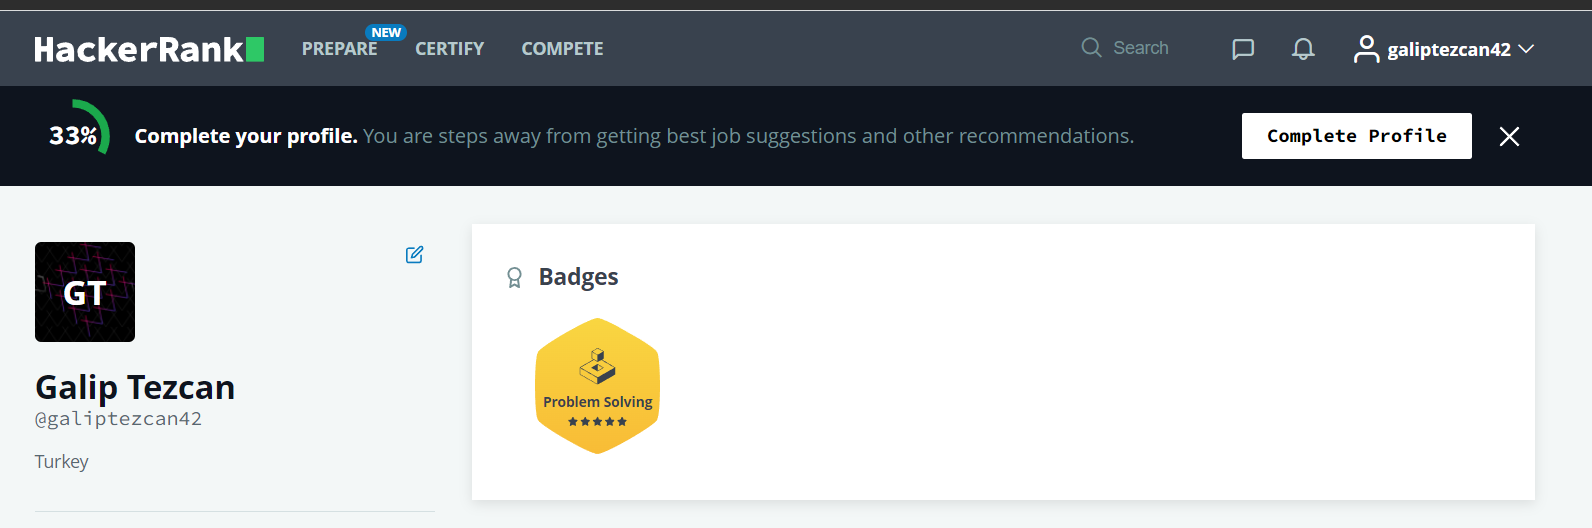 HackerRank
PREPARE
NEW
CERTIFY
COMPETE
Search
galiptezcan42
33%
Complete your profile. You are steps away from getting best job suggestions and other recommendations.
Complete Profile
GT
Galip Tezcan
@galiptezcan42
Turkey
Badges
Problem Solving